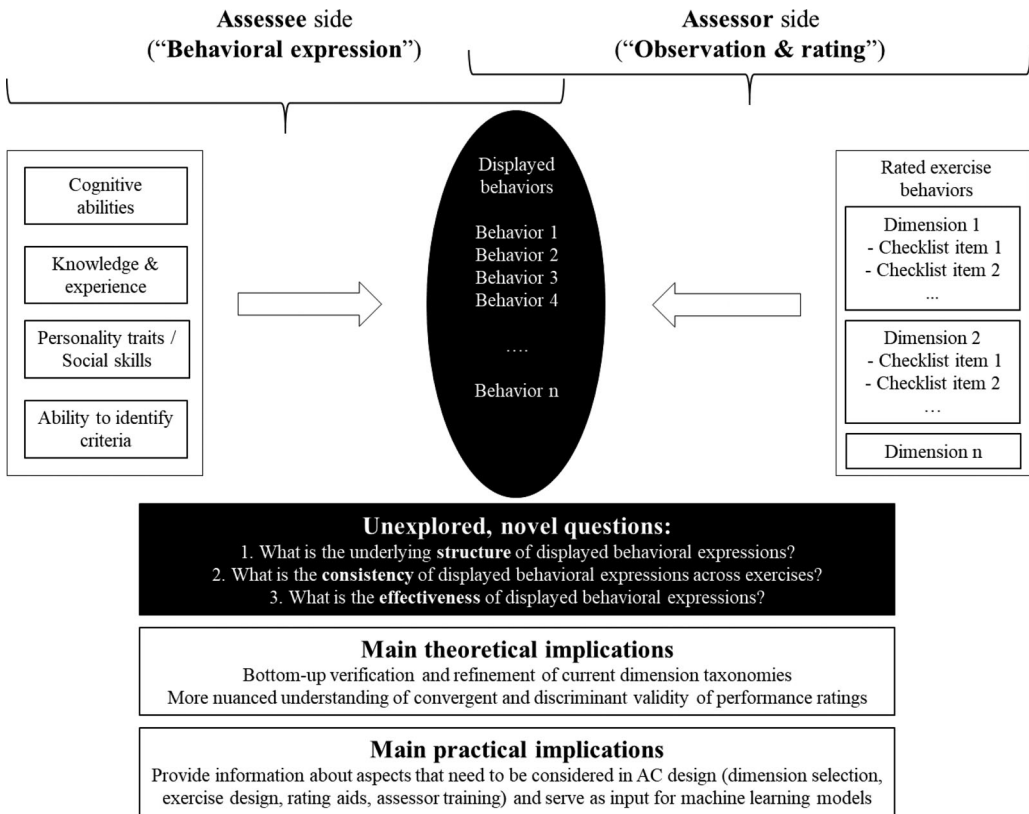 Assessee side
(“Behavioral expression”)
Assessor side
(“Observation & rating”)
Cognitive
abilities
Knowledge &
experience
Personality traits /
Social skills
Ability to identify
criteria
Displayed
behaviors
Behavior 1
Behavior 2
Behavior 3
Behavior 4
....
Behavior n
Rated exercise
behaviors
Dimension 1
- Checklist item 1
- Checklist item 2
...
Dimension 2
- Checklist item 1
- Checklist item 2
…
Dimension n
Unexplored, novel questions:
1. What is the underlying structure of displayed behavioral expressions?
2. What is the consistency of displayed behavioral expressions across exercises?
3. What is the effectiveness of displayed behavioral expressions?
Main theoretical implications
Bottom-up verification and refinement of current dimension taxonomies
More nuanced understanding of convergent and discriminant validity of performance ratings
Main practical implications
Provide information about aspects that need to be considered in AC design (dimension selection,
exercise design, rating aids, assessor training) and serve as input for machine learning models